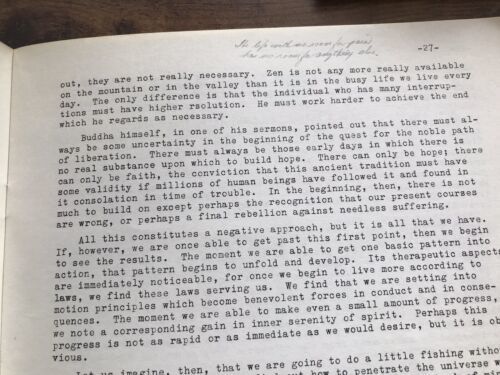 The life with no room for pain
has no room for anything else.
-27-
out, they are not really necessary. Zen is not any more really available
on the mountain or in the valley than it is in the busy life we live every
day. The only difference is that the individual who has many interrup-
tions must have higher rsolution. He must work harder to achieve the end
which he regards as necessary.
Buddha himself, in one of his sermons, pointed out that there must al-
ways be some uncertainty in the beginning of the quest for the noble path
of liberation. There must always be those early days in which there is
no real substance upon which to build hope. There can only be hope; there
can only be faith, the conviction that this ancient tradition must have
some validity if millions of human beings have followed it and found in
it consolation in time of trouble. In the beginning, then, there is not
much to build on except perhaps the recognition that our present courses
are wrong, or perhaps a final rebellion against needless suffering.
All this constitutes a negative approach, but it is all that we have.
If, however, we are once able to get past this first point, then we begin
to see the results. The moment we are able to get one basic pattern into
action, that pattern begins to unfold and develop. Its therapeutic aspects
are immediately noticeable, for once we begin to live more according to
laws, we find these laws serving us. We find that we are setting into
motion principles which become benevolent forces in conduct and in conse-
quences. The moment we are able to make even a small amount of progress,
we note a corresponding gain in inner serenity of spirit. Perhaps this
progress is not as rapid or as immediate as we would desire, but it is ob
vious.
Let us imagine, then, that we are going to do a little fishing withou
how to penetrate the universe w